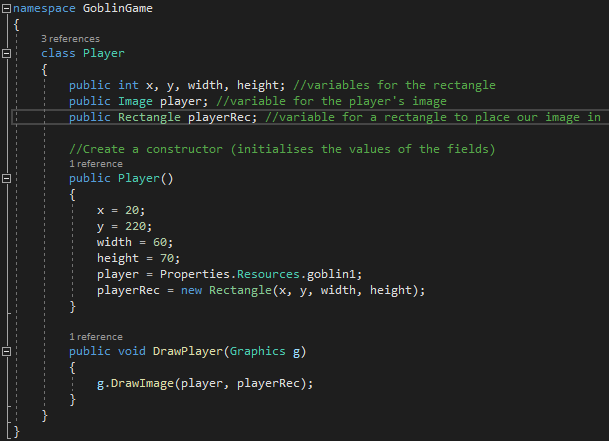 namespace GoblinGame
{
3 references
class Player
{
public int x, y, width, height; //variables for the rectangle
public Image player; //variable for the player's image
public Rectangle playerRec; //variable for a rectangle to place our image in
//Create a constructor (initialises the values of the fields)
1 reference
public Player()
{
x = 20;
y = 220;
width = 60;
height = 70;
player = Properties.Resources.goblin1;
playerRec = new Rectangle(x, y, width, height);
}
1 reference
public void DrawPlayer(Graphics g)
{
g.DrawImage(player, playerRec);
}
}
}